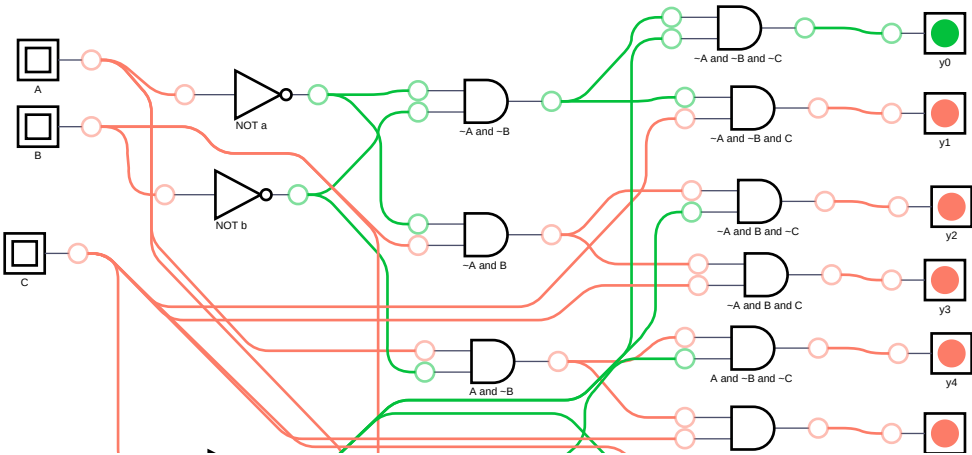 ~A and ~B and ~C
y0
A
NOT a
~A and ~B
~A and ~B and C
y1
B
NOT b
~A and B and ~C
y2
~A and B
C
~A and B and C
y3
A and ~B and ~C
y4
A and ~B